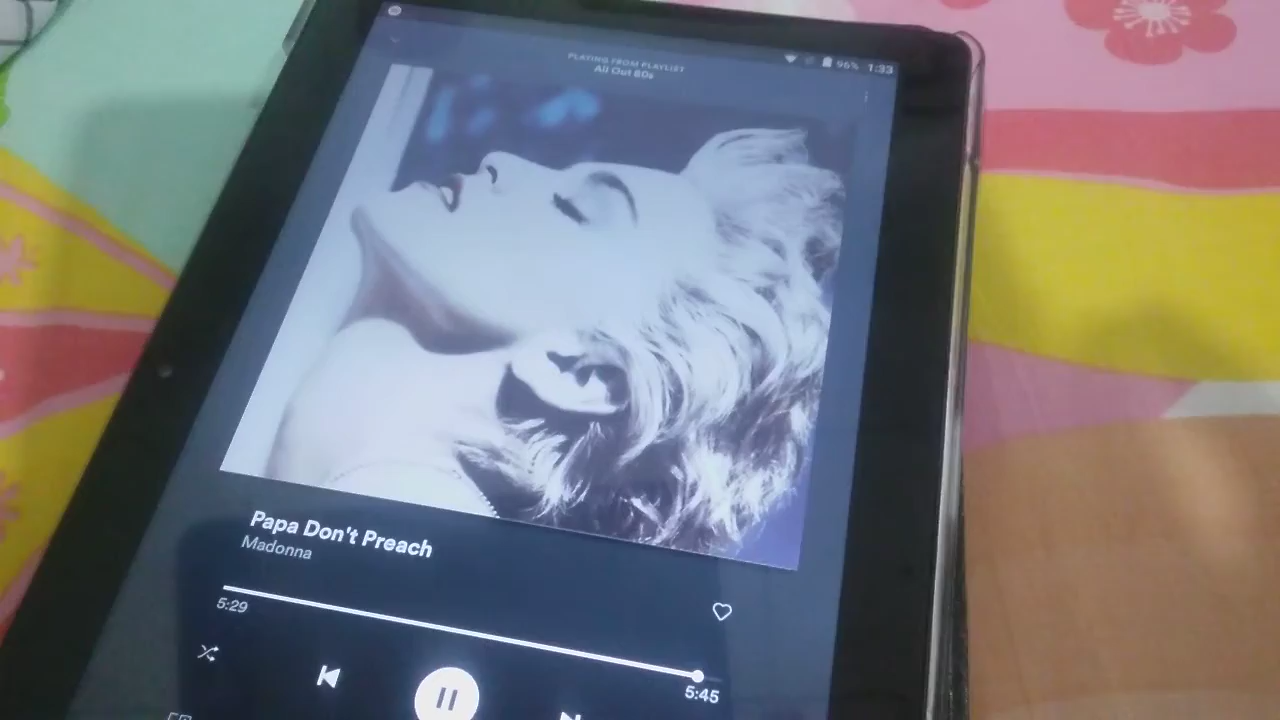 96% 1:33
PLAYING FROM PLAYLIST
All Out 80s
Papa Don't Preach
Madonna
5:29
5:45